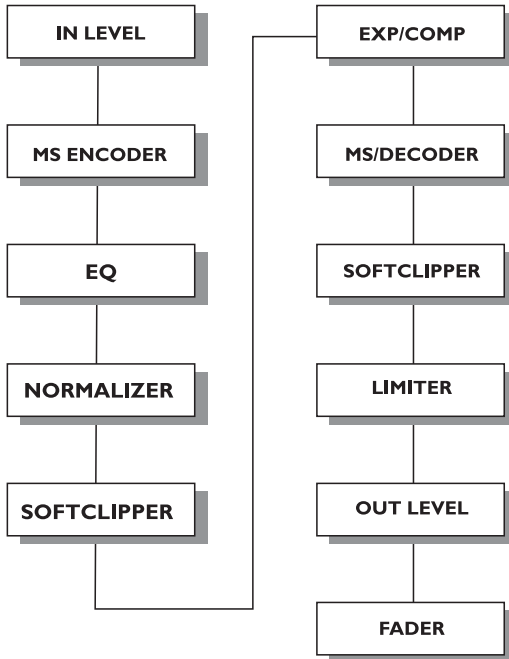 IN LEVEL
MS ENCODER
EQ
NORMALIZER
SOFTCLIPPER
EXP/COMP
MS/DECODER
SOFTCLIPPER
LIMITER
OUT LEVEL
FADER